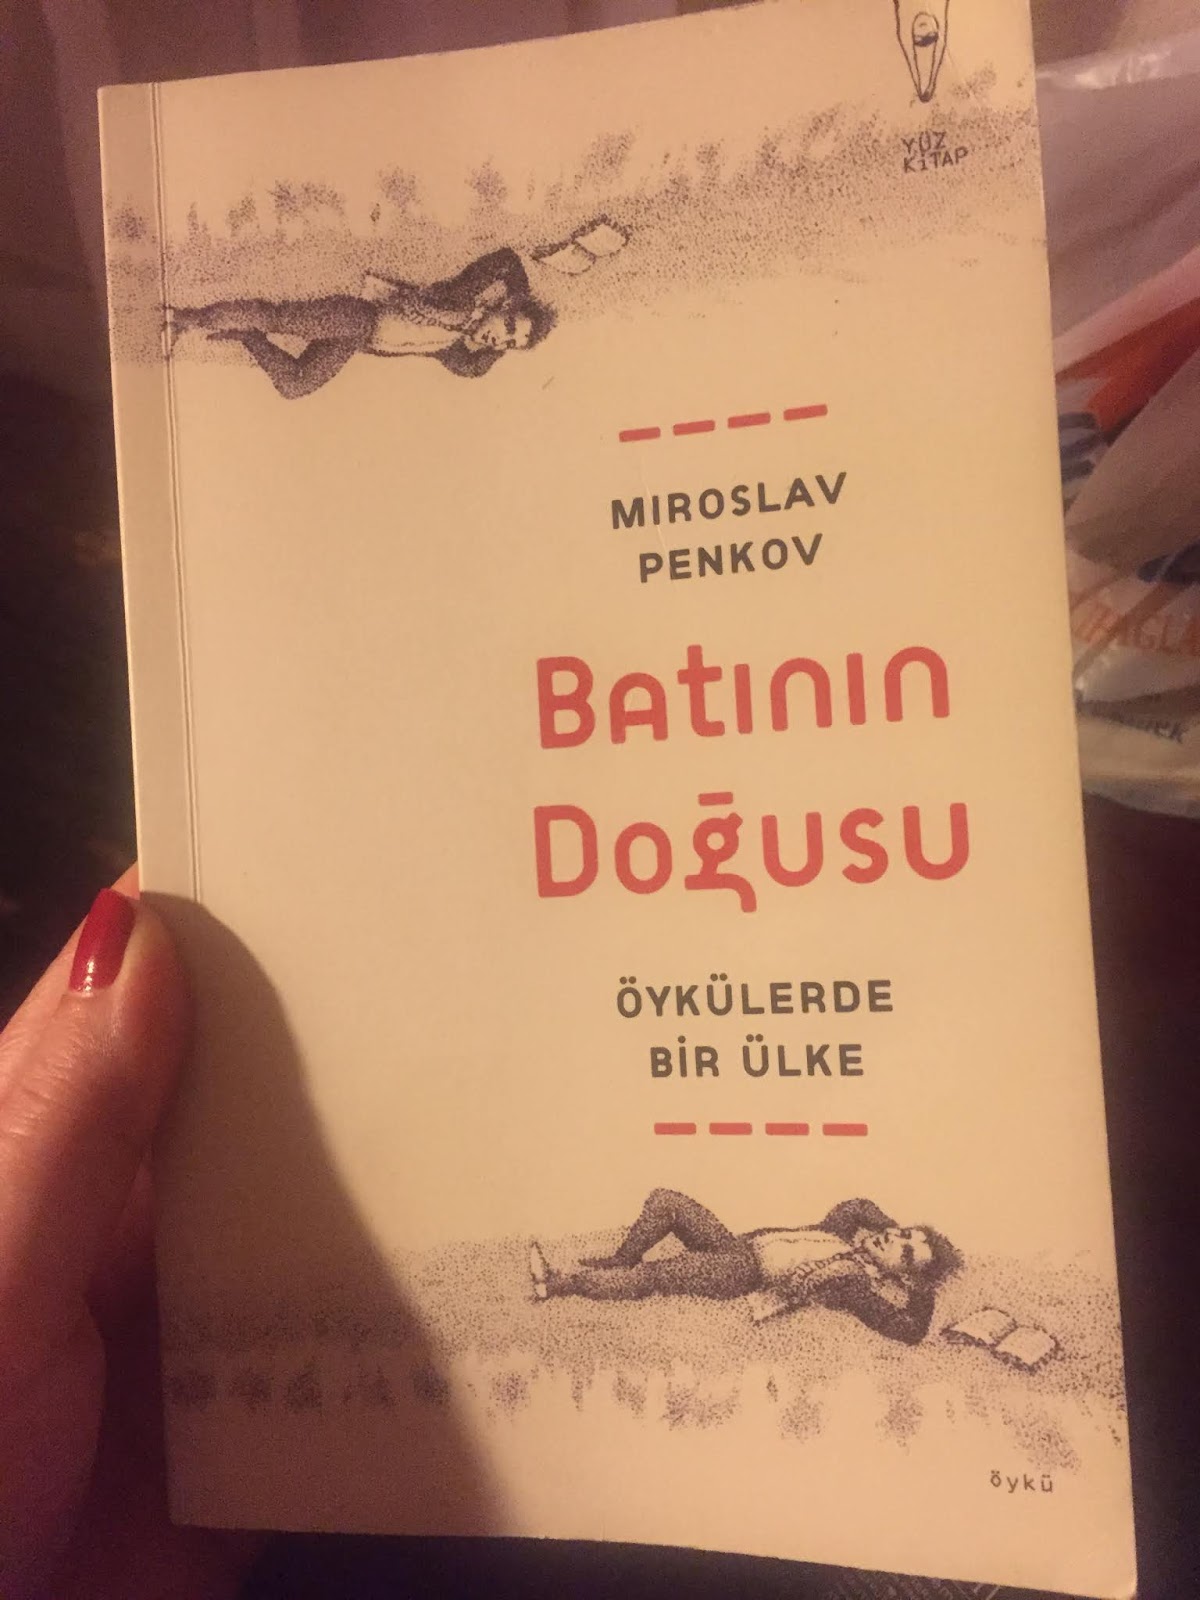 YÜZ
KİTAP
MIROSLAV
PENKOV
Batının
Doğusu
ÖYKÜLERDE
BİR ÜLKE
öykü